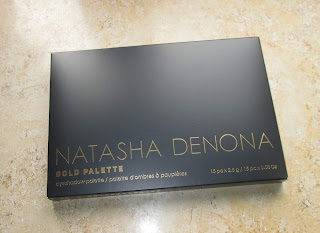 NATASHA DENONA
GOLD PALETTE
eyeshadow palette / palette d'ombres à paupières